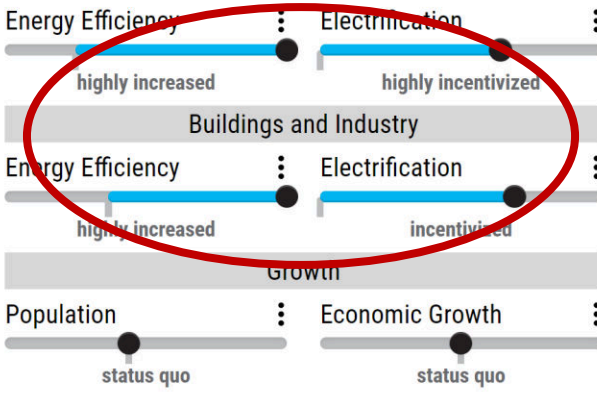 Energy Efficiency Electrification
highly increased highly incentivized
Buildings and Industry
Energy Efficiency Electrification
highly increased incentivized
Growth
Population Economic Growth
status quo status quo